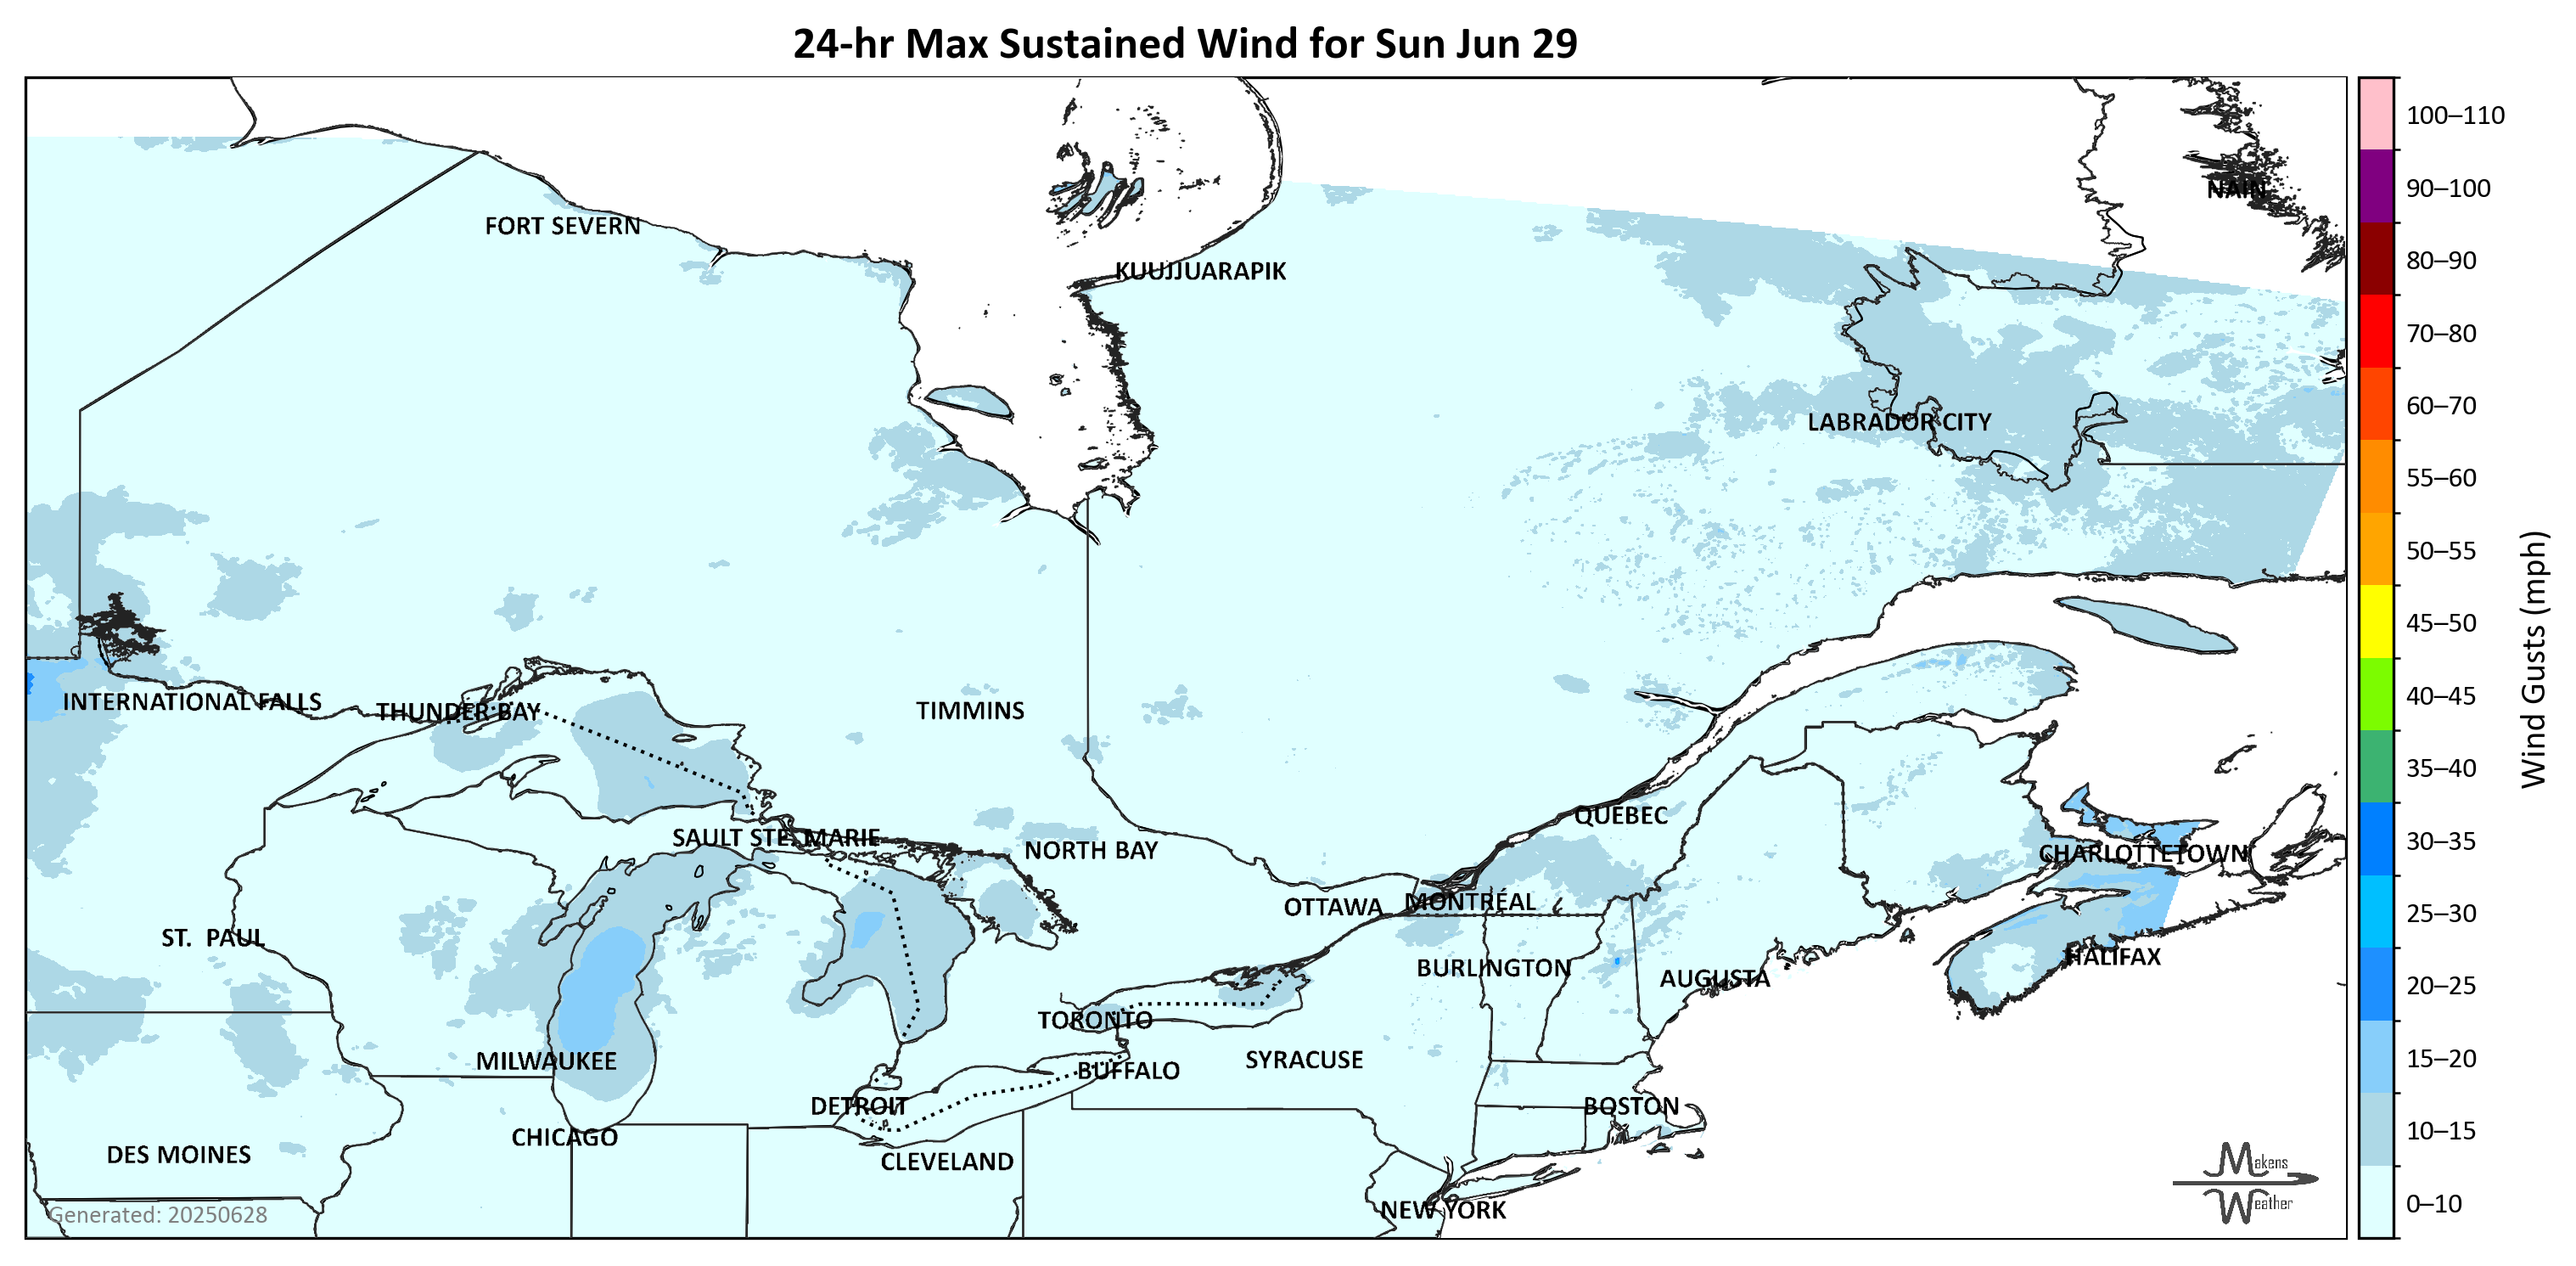 24-hr Max Sustained Wind for Sun Jun 29
100–110
90–100
80–90
70–80
60–70
55–60
50–55
45–50
40–45
35–40
30–35
25–30
20–25
15–20
10–15
0–10
Wind Gusts (mph)
NAIN
FORT SEVERN
KUUJJUARAPIK
LABRADOR CITY
INTERNATIONAL FALLS
THUNDER BAY
TIMMINS
QUEBEC
SAULT STE. MARIE
NORTH BAY
CHARLOTTETOWN
OTTAWA
MONTRÉAL
ST. PAUL
HALIFAX
BURLINGTON
AUGUSTA
TORONTO
MILWAUKEE
SYRACUSE
BUFFALO
DETROIT
BOSTON
CHICAGO
DES MOINES
CLEVELAND
NEW YORK
Makens
Weather
Generated: 20250628